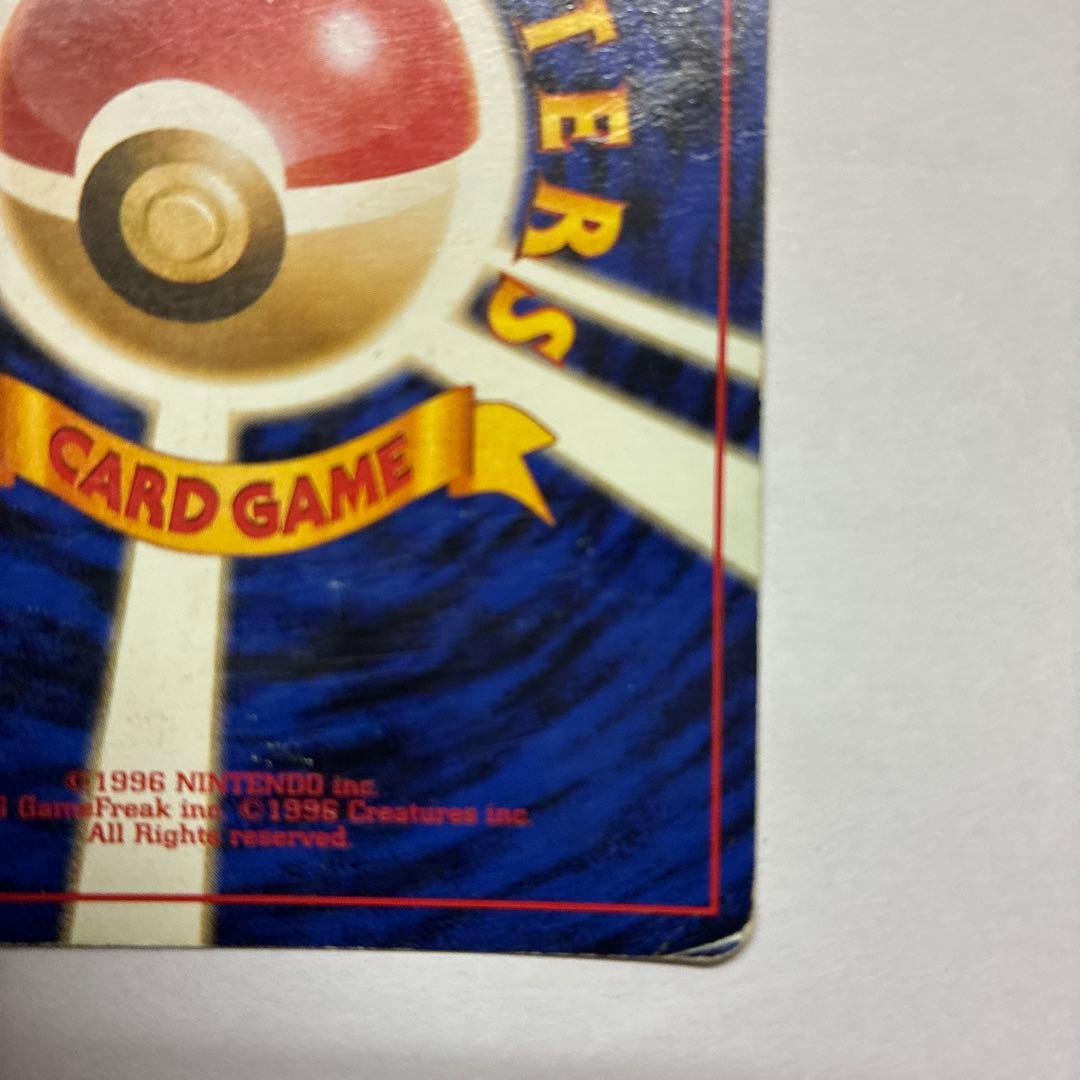 TERS
CARD GAME
©1996 NINTENDO inc.
GameFreak inc. ©1996 Creatures inc.
All Rights reserved.